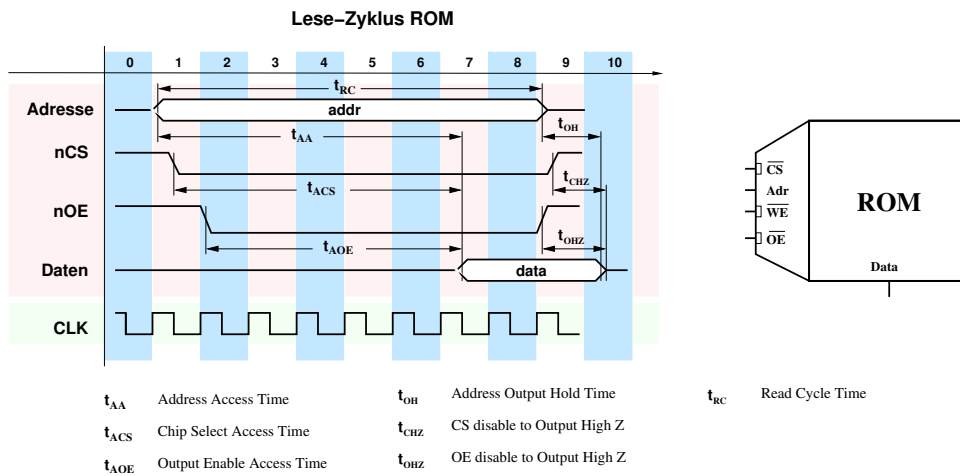 Lese–Zyklus ROM
0 1 2 3 4 5 6 7 8 9 10
tRC
Adresse addr
tAA tOH
nCS
tACS tCHZ
nOE
tAOE tOHZ
Daten data
CLK
CS
Adr
WE
OE
ROM
Data
tAA Address Access Time
tACS Chip Select Access Time
tAOE Output Enable Access Time
tOH Address Output Hold Time
tCHZ CS disable to Output High Z
tOHZ OE disable to Output High Z
tRC Read Cycle Time